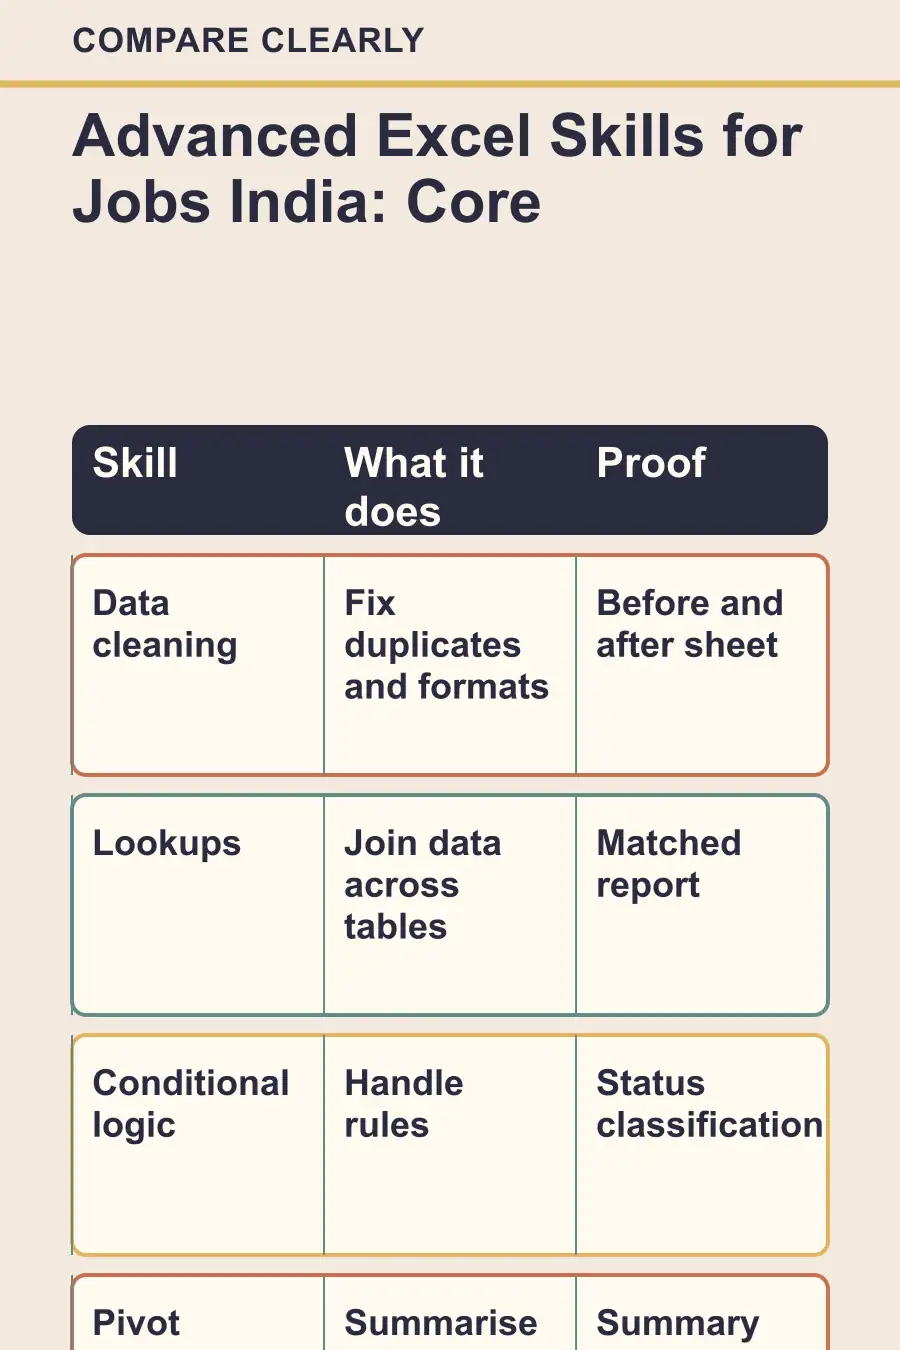 COMPARE CLEARLY
Advanced Excel Skills for
Jobs India: Core
Skill
What it
does
Proof
Data
cleaning
Fix
duplicates
and formats
Before and
after sheet
Lookups
Join data
across
tables
Matched
report
Conditional
logic
Handle
rules
Status
classification
Pivot
Summarise
Summary